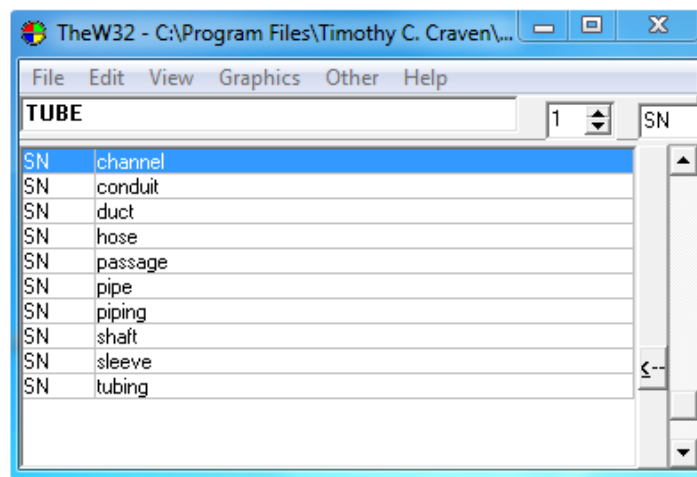 TheW32 - C:\Program Files\Timothy C. Craven\...
File Edit View Graphics Other Help
TUBE 1 SN
SN channel
SN conduit
SN duct
SN hose
SN passage
SN pipe
SN piping
SN shaft
SN sleeve
<--
SN tubing